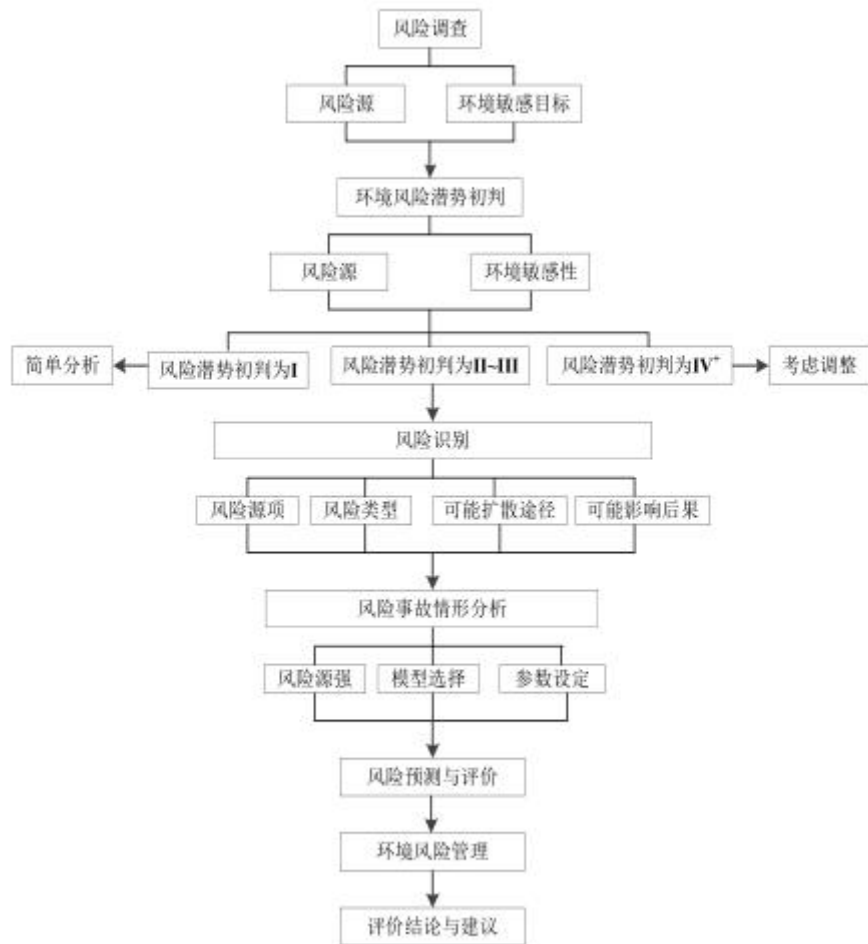 风险调查
风险源
环境敏感目标
环境风险潜势初判
风险源
环境敏感性
简单分析
风险潜势初判为I
风险潜势初判为II~III
风险潜势初判为IV⁺
考虑调整
风险识别
风险源项
风险类型
可能扩散途径
可能影响后果
风险事故情形分析
风险源强
模型选择
参数设定
风险预测与评价
环境风险管理
评价结论与建议